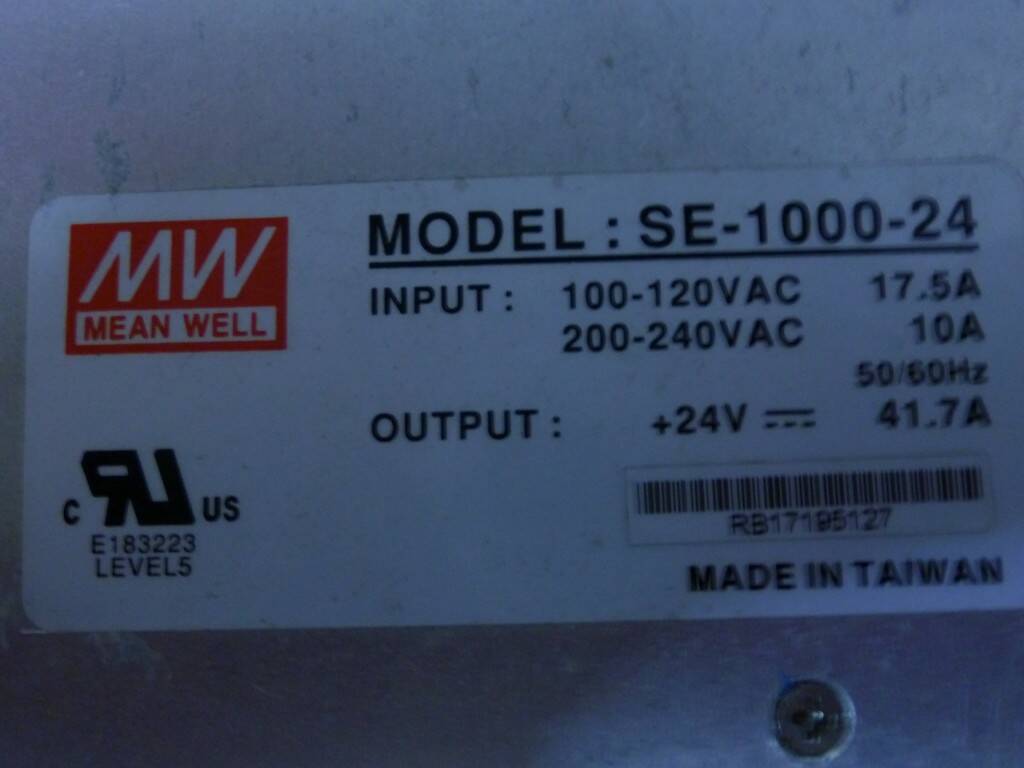 MW
MEAN WELL
MODEL : SE-1000-24
INPUT : 100-120VAC 17.5A
200-240VAC 10A
50/60Hz
OUTPUT : +24V 41.7A
C RU US
E183223
LEVEL5
RB17195127
MADE IN TAIWAN